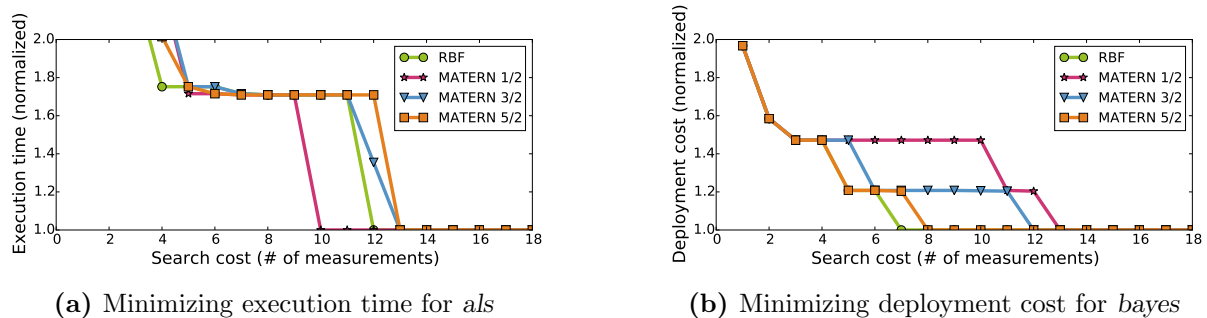 Execution time (normalized)
2.0
1.8
1.6
1.4
1.2
1.0
0 2 4 6 8 10 12 14 16 18
Search cost (# of measurements)
RBF
MATERN 1/2
MATERN 3/2
MATERN 5/2
(a) Minimizing execution time for als
Deployment cost (normalized)
2.0
1.8
1.6
1.4
1.2
1.0
0 2 4 6 8 10 12 14 16 18
Search cost (# of measurements)
RBF
MATERN 1/2
MATERN 3/2
MATERN 5/2
(b) Minimizing deployment cost for bayes